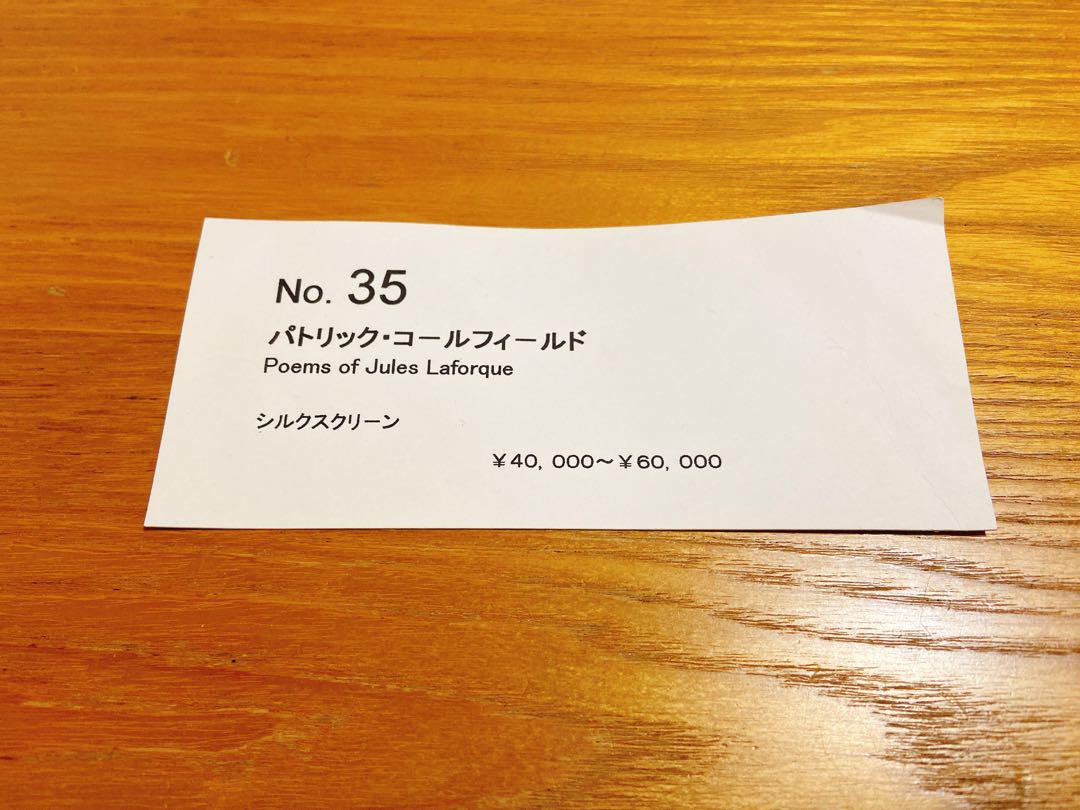 No. 35
パトリック・コールフィールド
Poems of Jules Laforque
シルクスクリーン
￥40, 000～￥60, 000